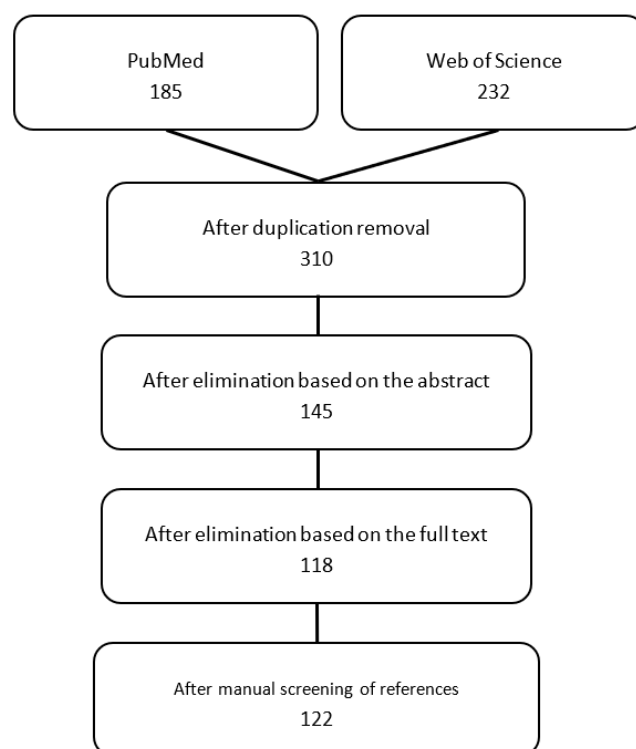 PubMed
185
Web of Science
232
After duplication removal
310
After elimination based on the abstract
145
After elimination based on the full text
118
After manual screening of references
122